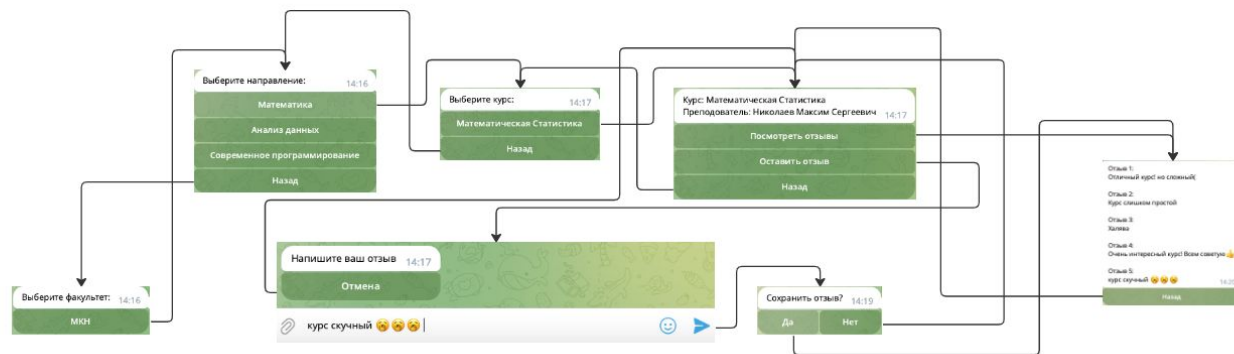 Выберите направление: 14:16
Математика
Анализ данных
Современное программирование
Назад
Выберите курс: 14:17
Математическая Статистика
Назад
Курс: Математическая Статистика
Преподователь: Николаев Максим Сергеевич 14:17
Посмотреть отзывы
Оставить отзыв
Назад
Отзыв 1:
Отличный курс! но сложный(
Отзыв 2:
Курс слишком простой
Отзыв 3:
Халява
Отзыв 4:
Очень интересный курс! Всем советую👍
Отзыв 5:
курс скучный 😴😴😴 14:20
Назад
Напишите ваш отзыв 14:17
Отмена
курс скучный 😴😴😴
Выберите факультет: 14:16
МКН
Сохранить отзыв? 14:19
Да Нет